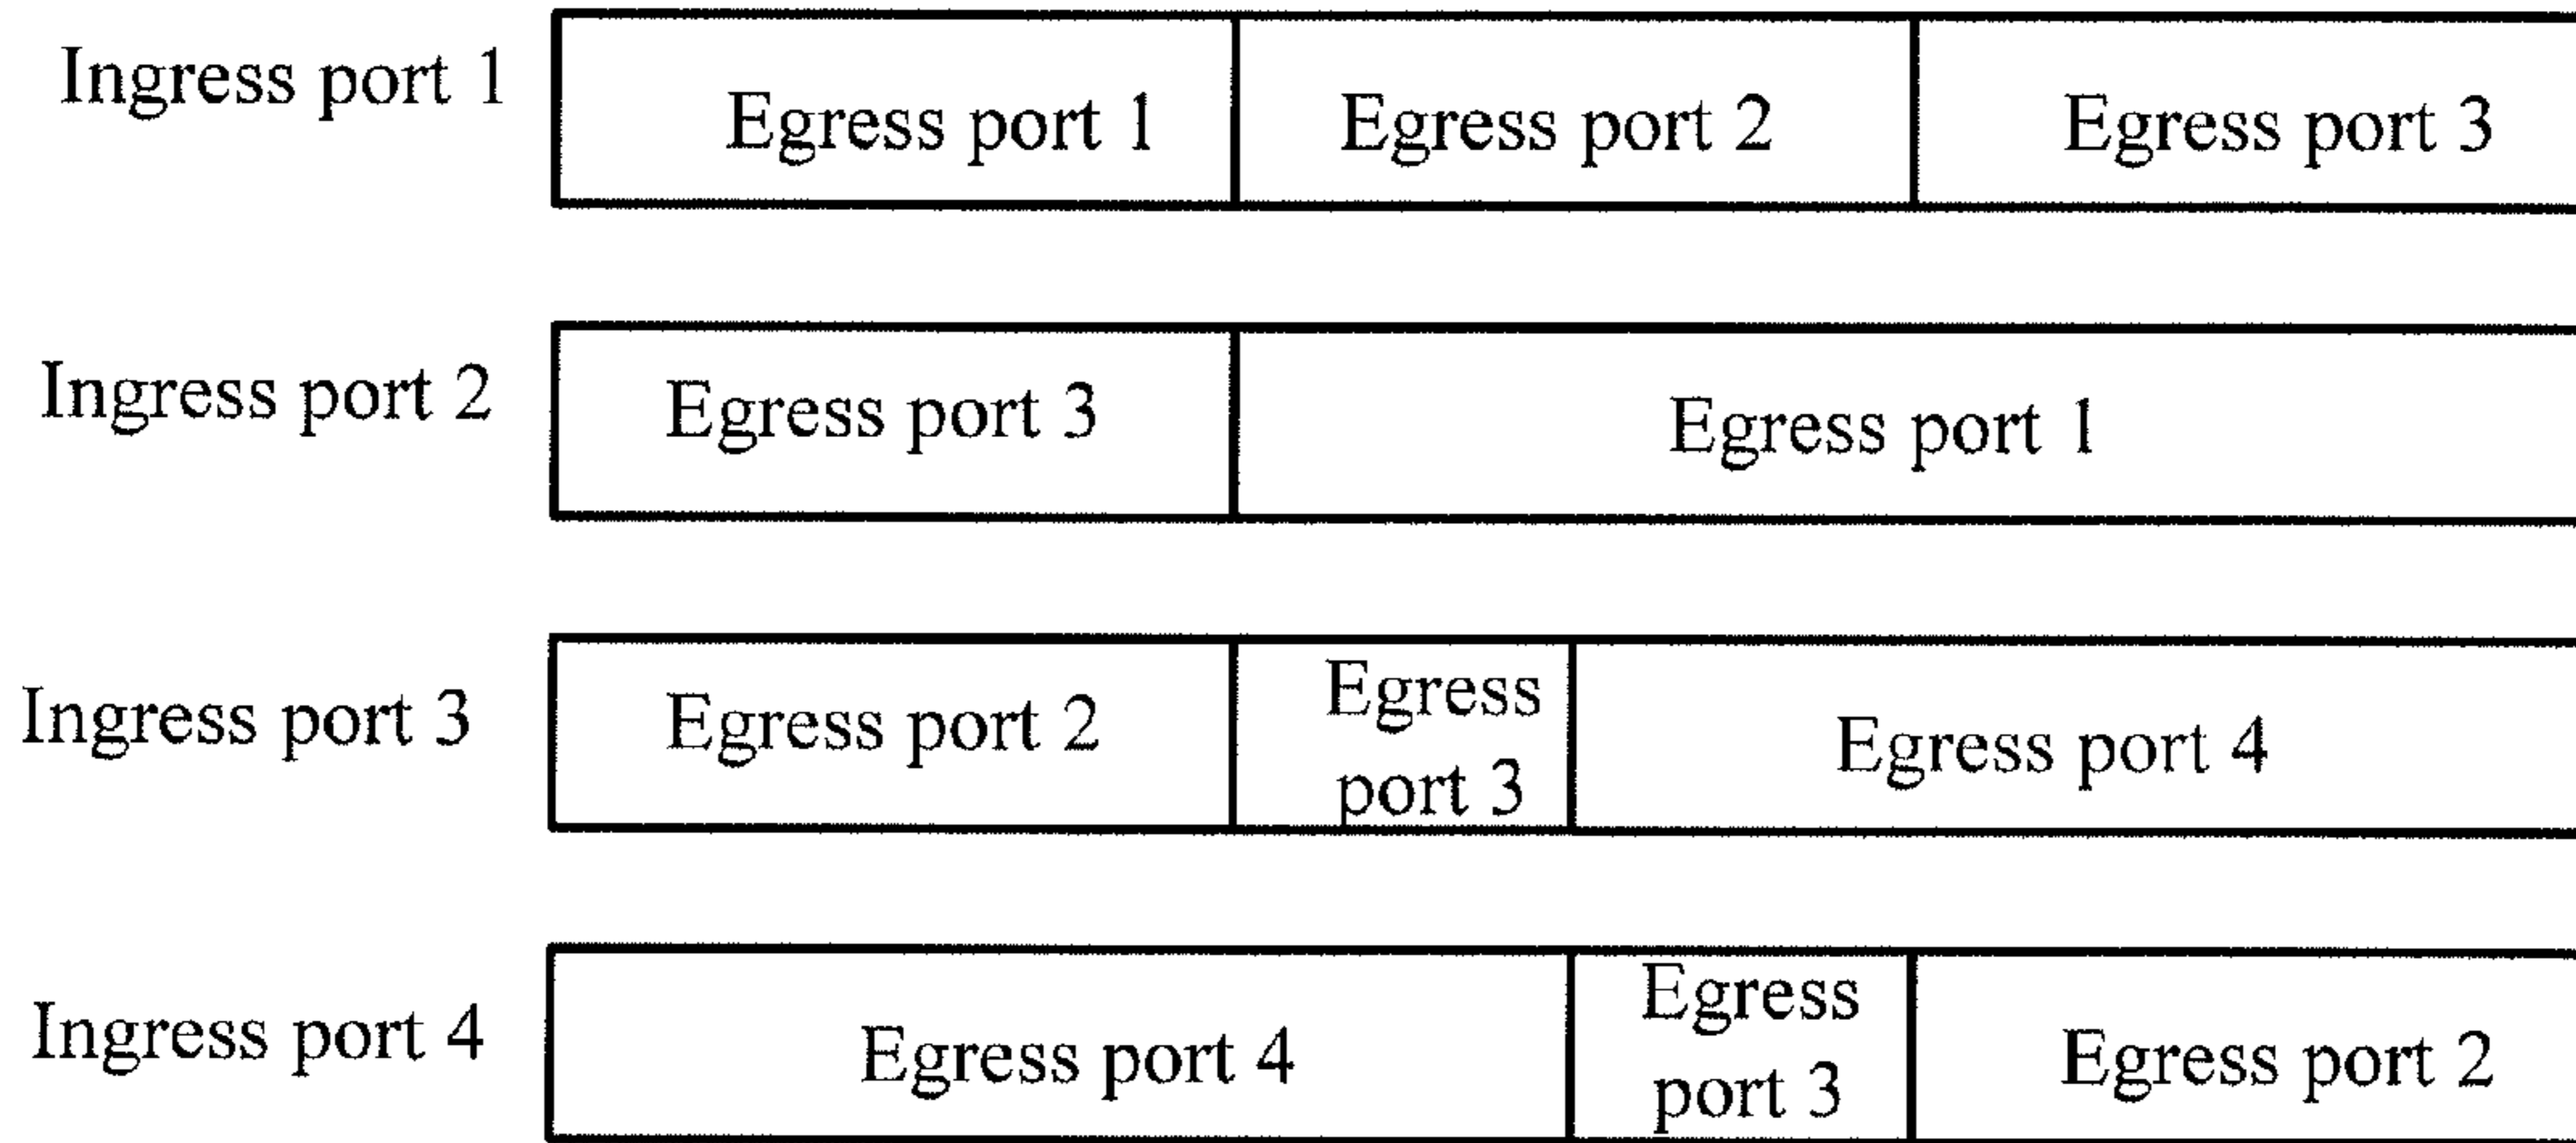 Ingress port 1
Egress port 1
Egress port 2
Egress port 3
Ingress port 2
Egress port 3
Egress port 1
Ingress port 3
Egress port 2
Egress
port 3
Egress port 4
Ingress port 4
Egress port 4
Egress
port 3
Egress port 2